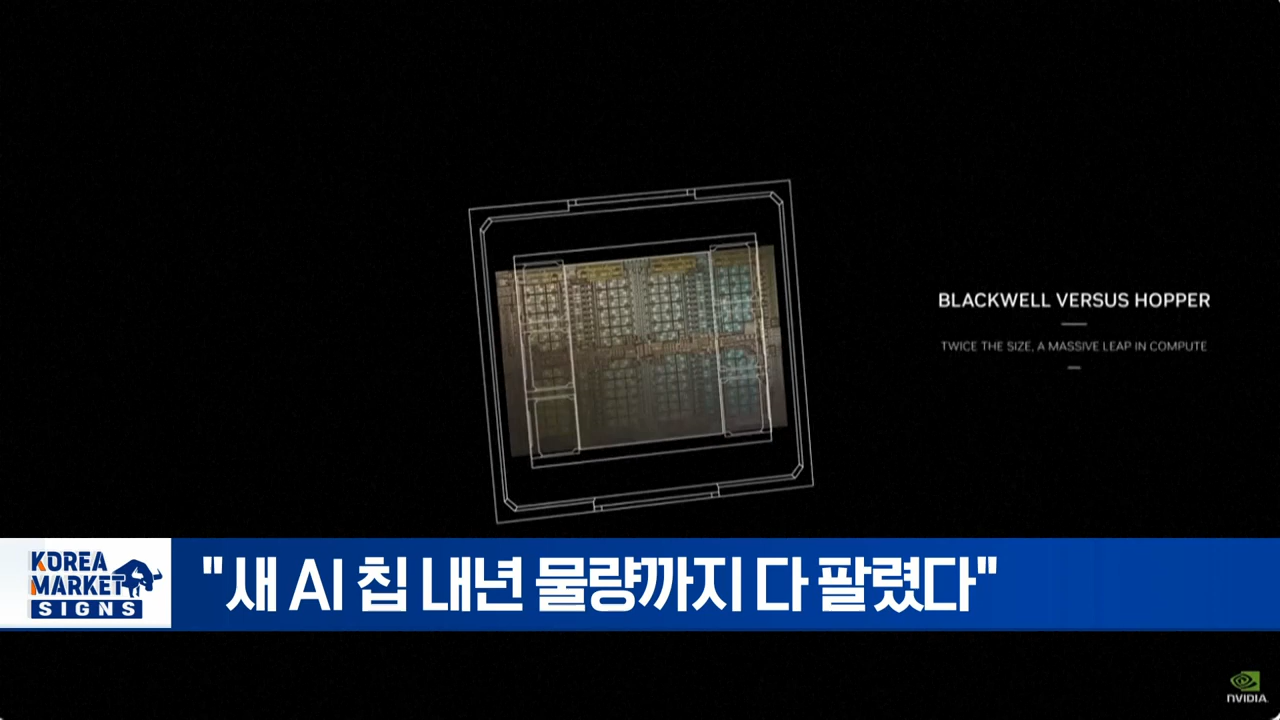 BLACKWELL VERSUS HOPPER
TWICE THE SIZE, A MASSIVE LEAP IN COMPUTE
KOREA
MARKET
SIGNS
"새 AI 칩 내년 물량까지 다 팔렸다"
NVIDIA.